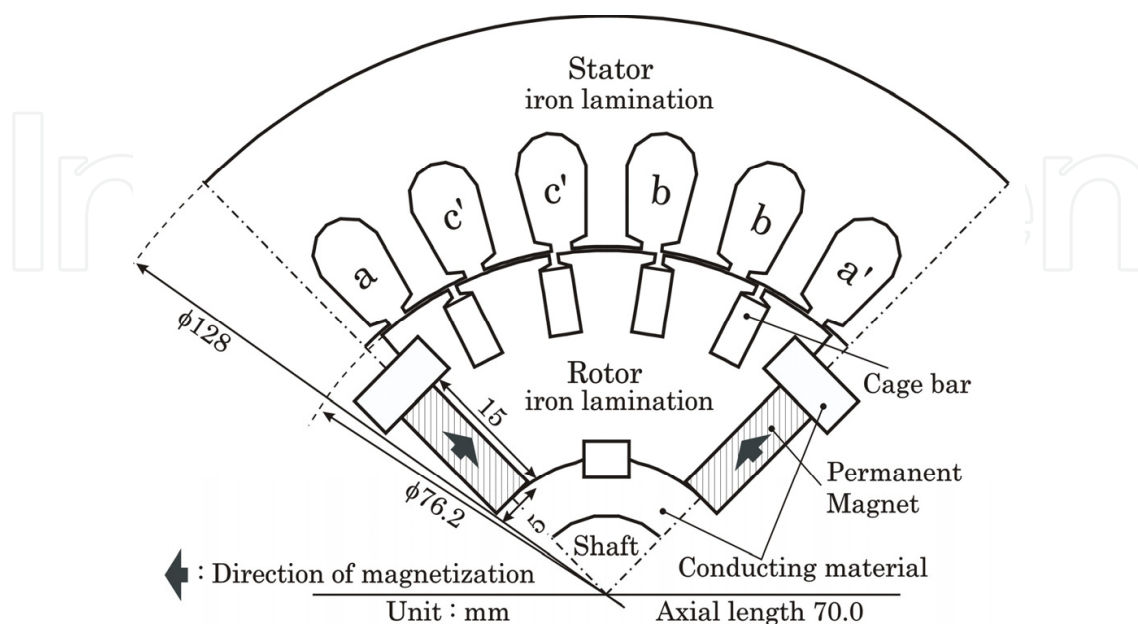 Stator
iron lamination
a
c'
c'
b
b
a'
ϕ128
Rotor
iron lamination
Cage bar
15
ϕ76.2
5
Permanent
Magnet
Shaft
Conducting material
: Direction of magnetization
Unit : mm
Axial length 70.0